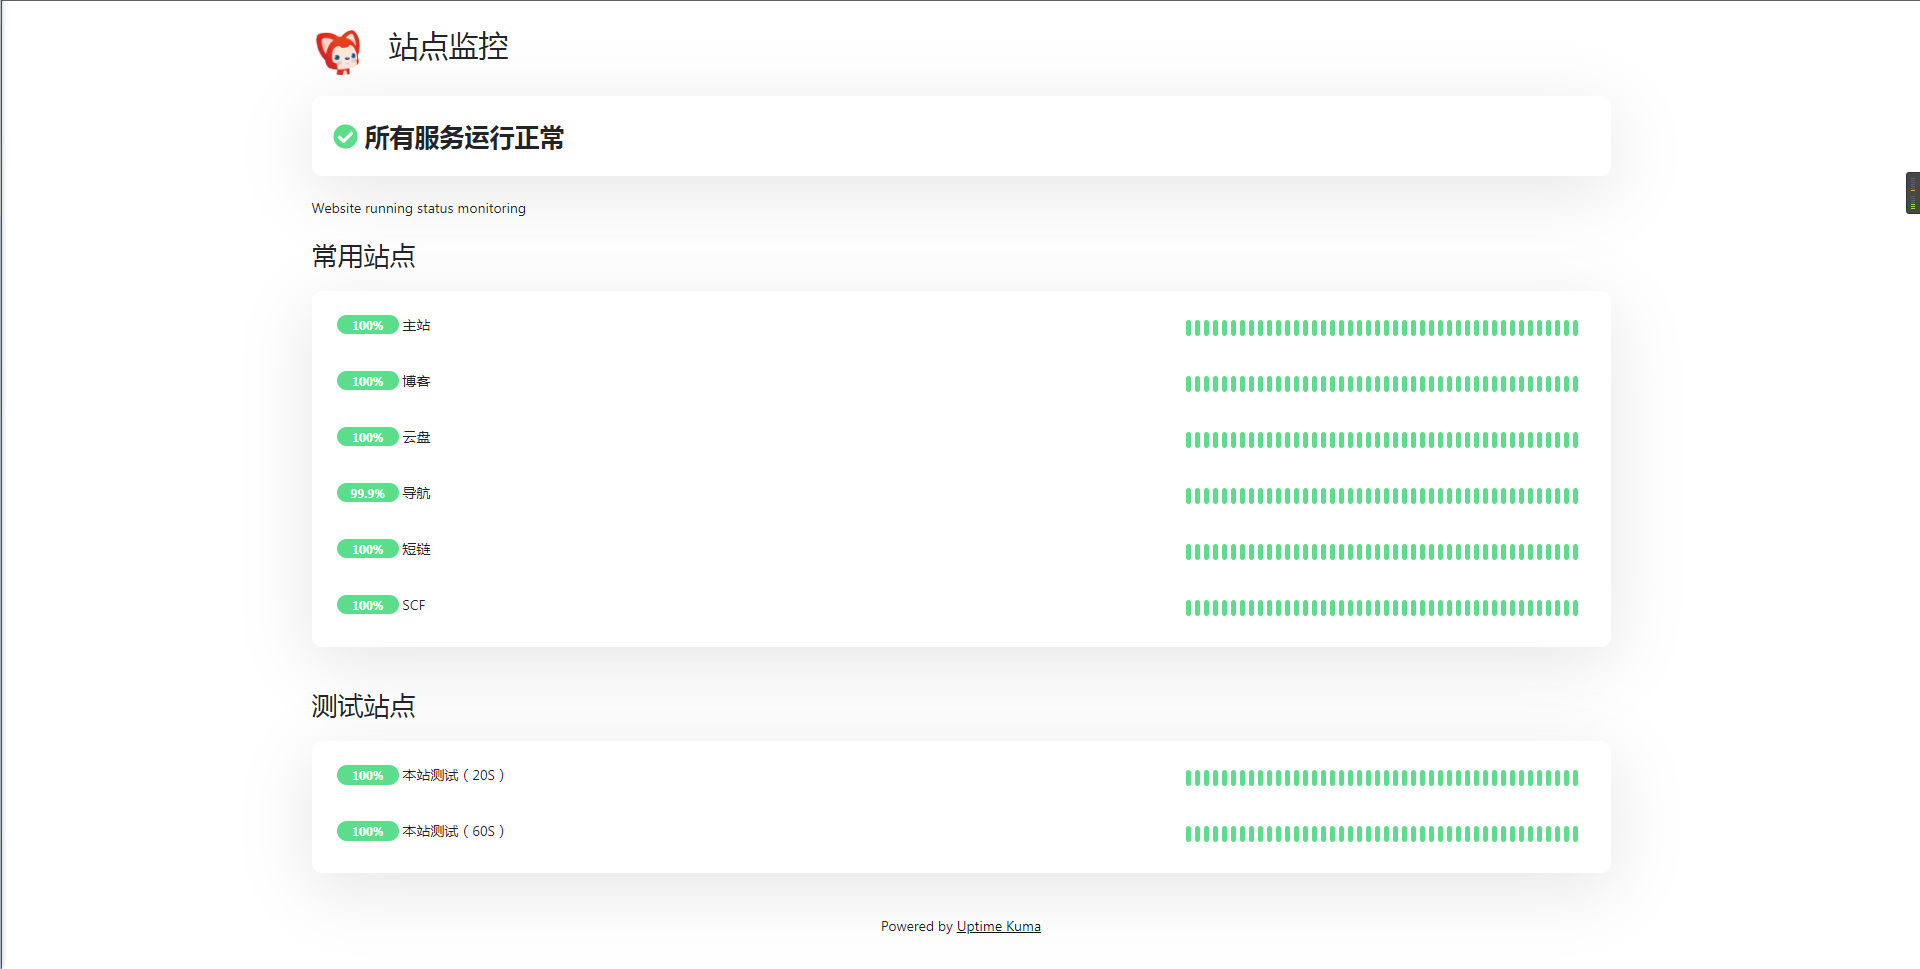 站点监控
所有服务运行正常
Website running status monitoring
常用站点
100% 主站
100% 博客
100% 云盘
99.9% 导航
100% 短链
100% SCF
测试站点
100% 本站测试（20S）
100% 本站测试（60S）
Powered by Uptime Kuma